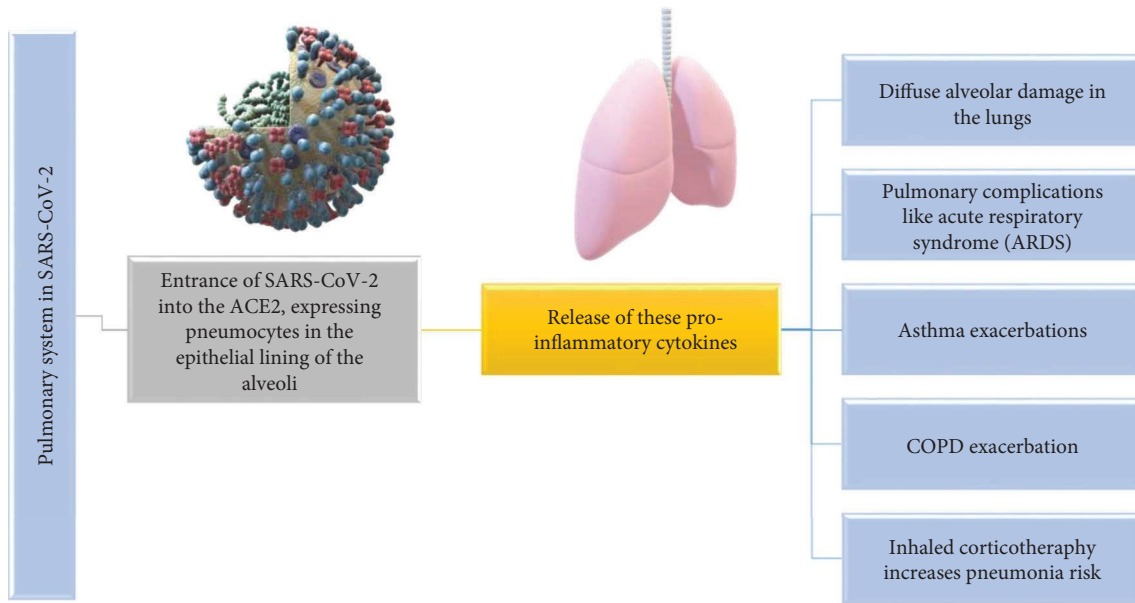 Pulmonary system in SARS-CoV-2
Entrance of SARS-CoV-2
into the ACE2, expressing
pneumocytes in the
epithelial lining of the
alveoli
Release of these pro-
inflammatory cytokines
Diffuse alveolar damage in
the lungs
Pulmonary complications
like acute respiratory
syndrome (ARDS)
Asthma exacerbations
COPD exacerbation
Inhaled corticotheraphy
increases pneumonia risk